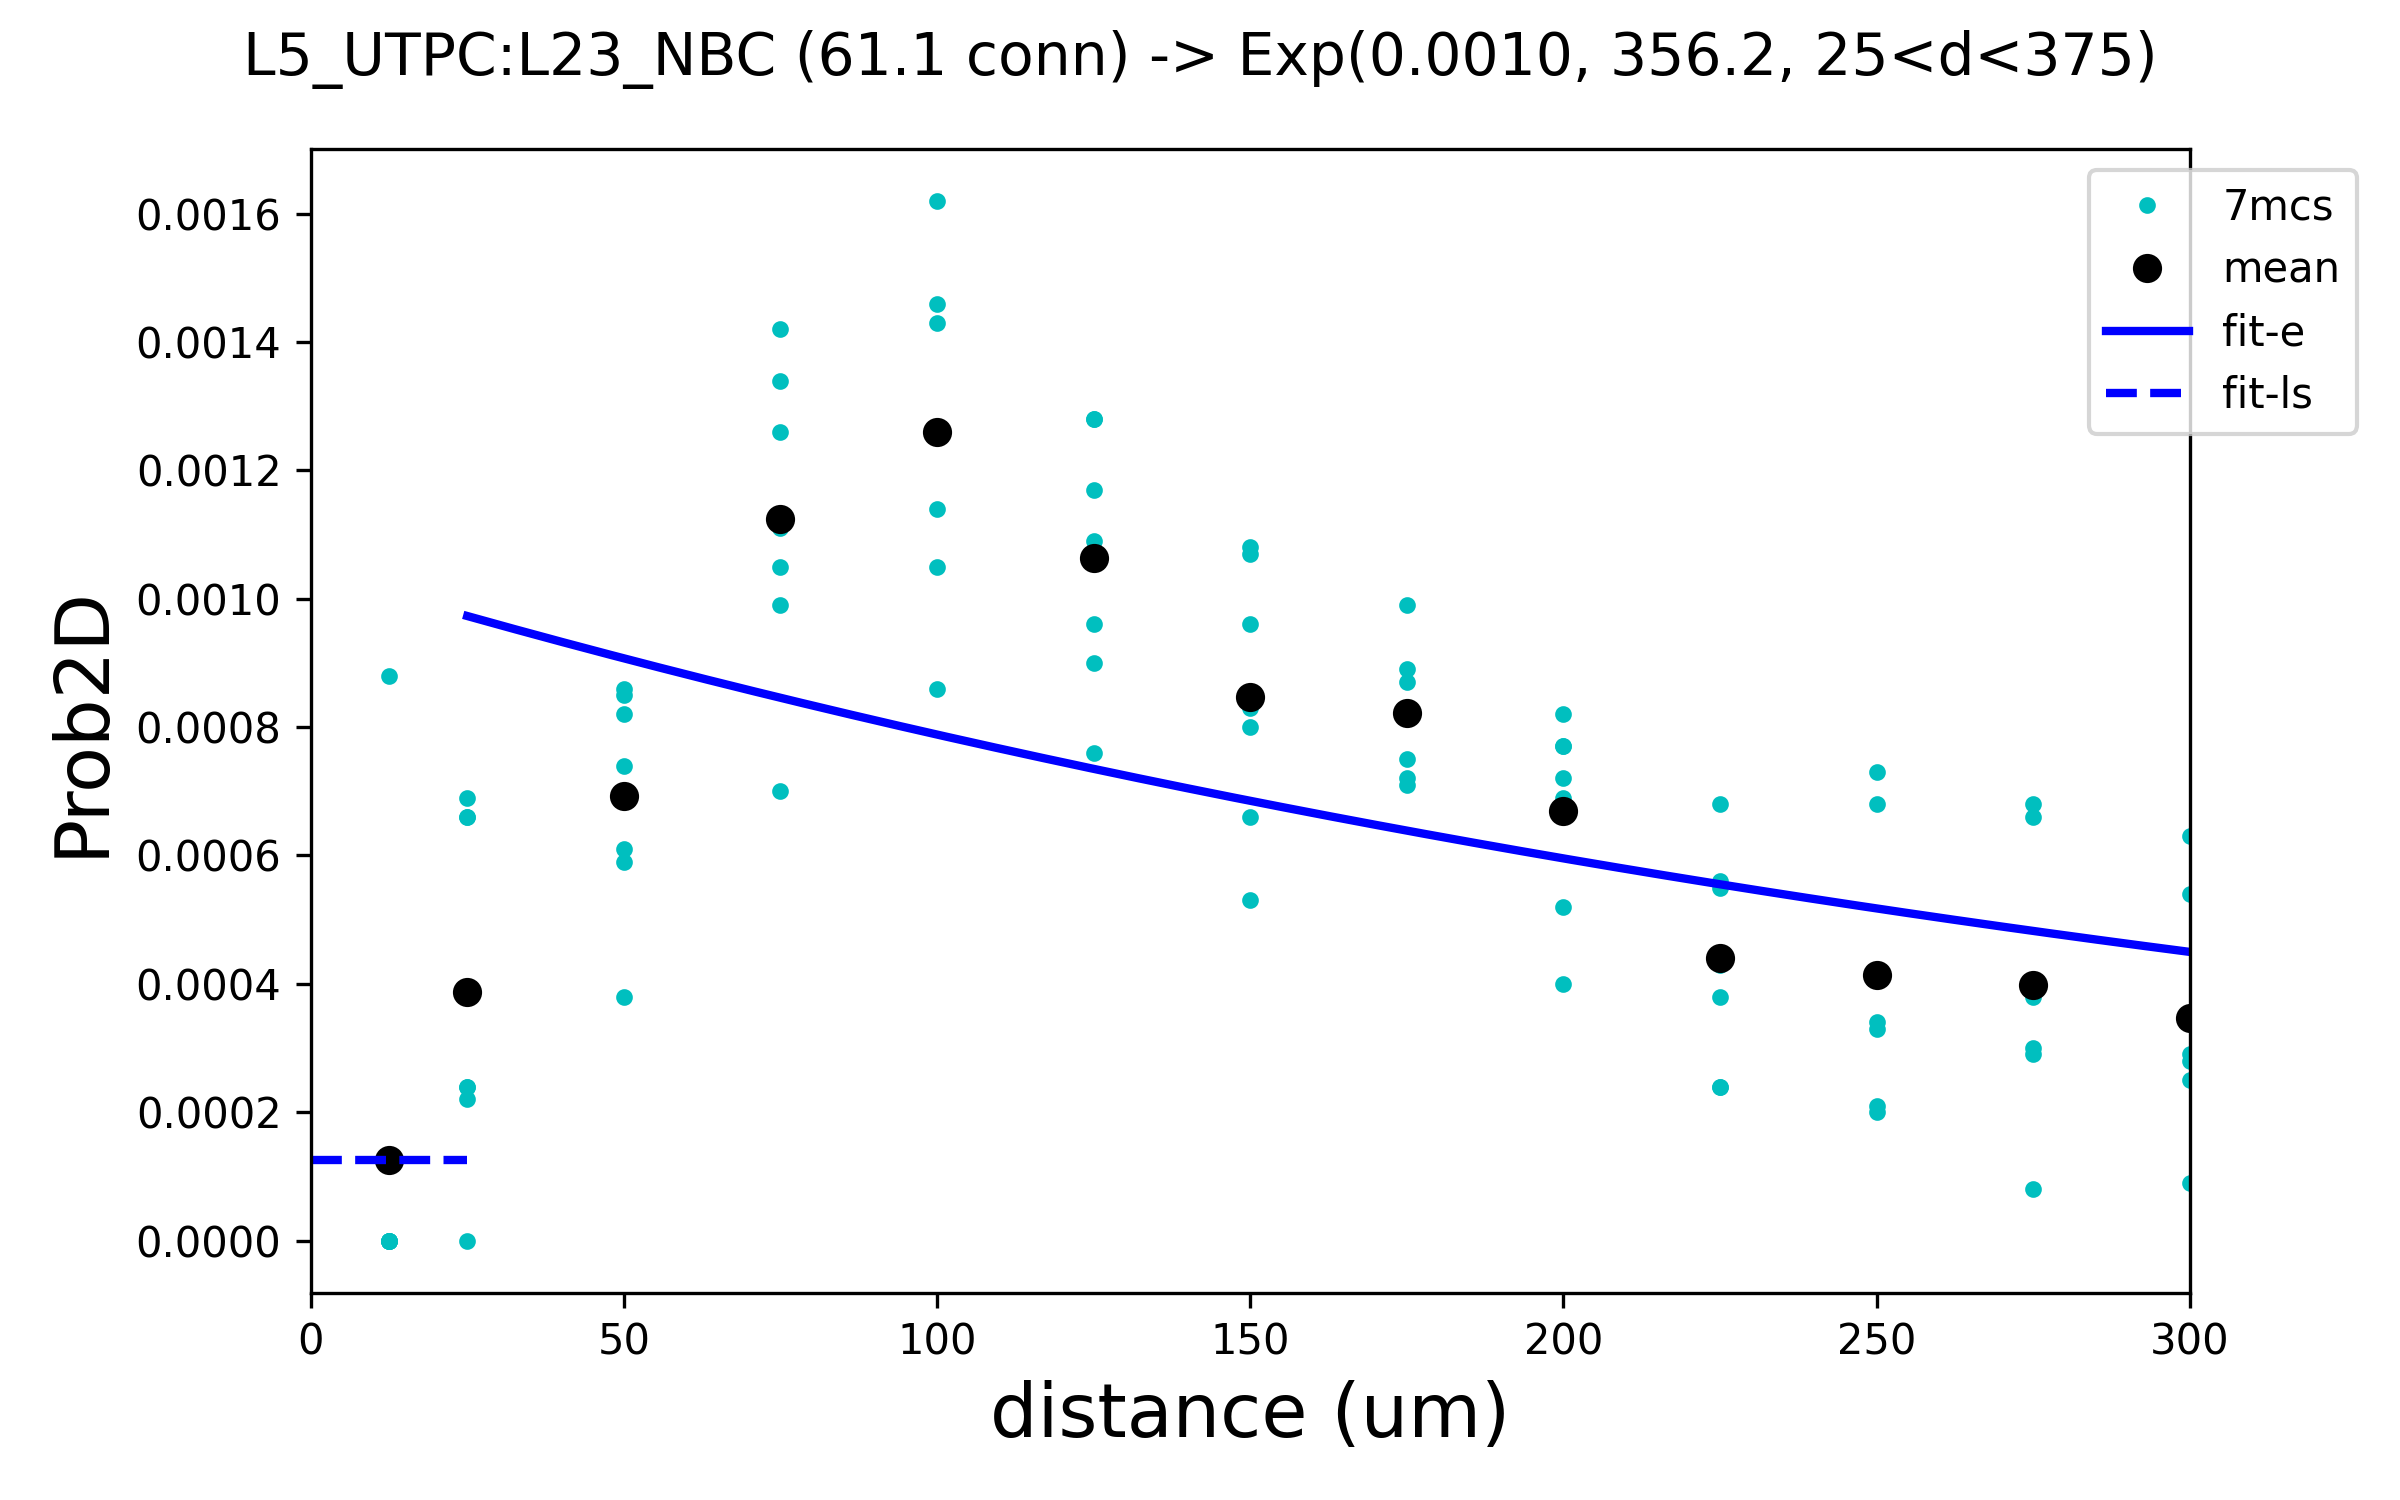 L5_UTPC:L23_NBC (61.1 conn) -> Exp(0.0010, 356.2, 25<d<375)
7mcs
mean
fit-e
fit-ls
Prob2D
0.0016
0.0014
0.0012
0.0010
0.0008
0.0006
0.0004
0.0002
0.0000
0 50 100 150 200 250 300
distance (um)